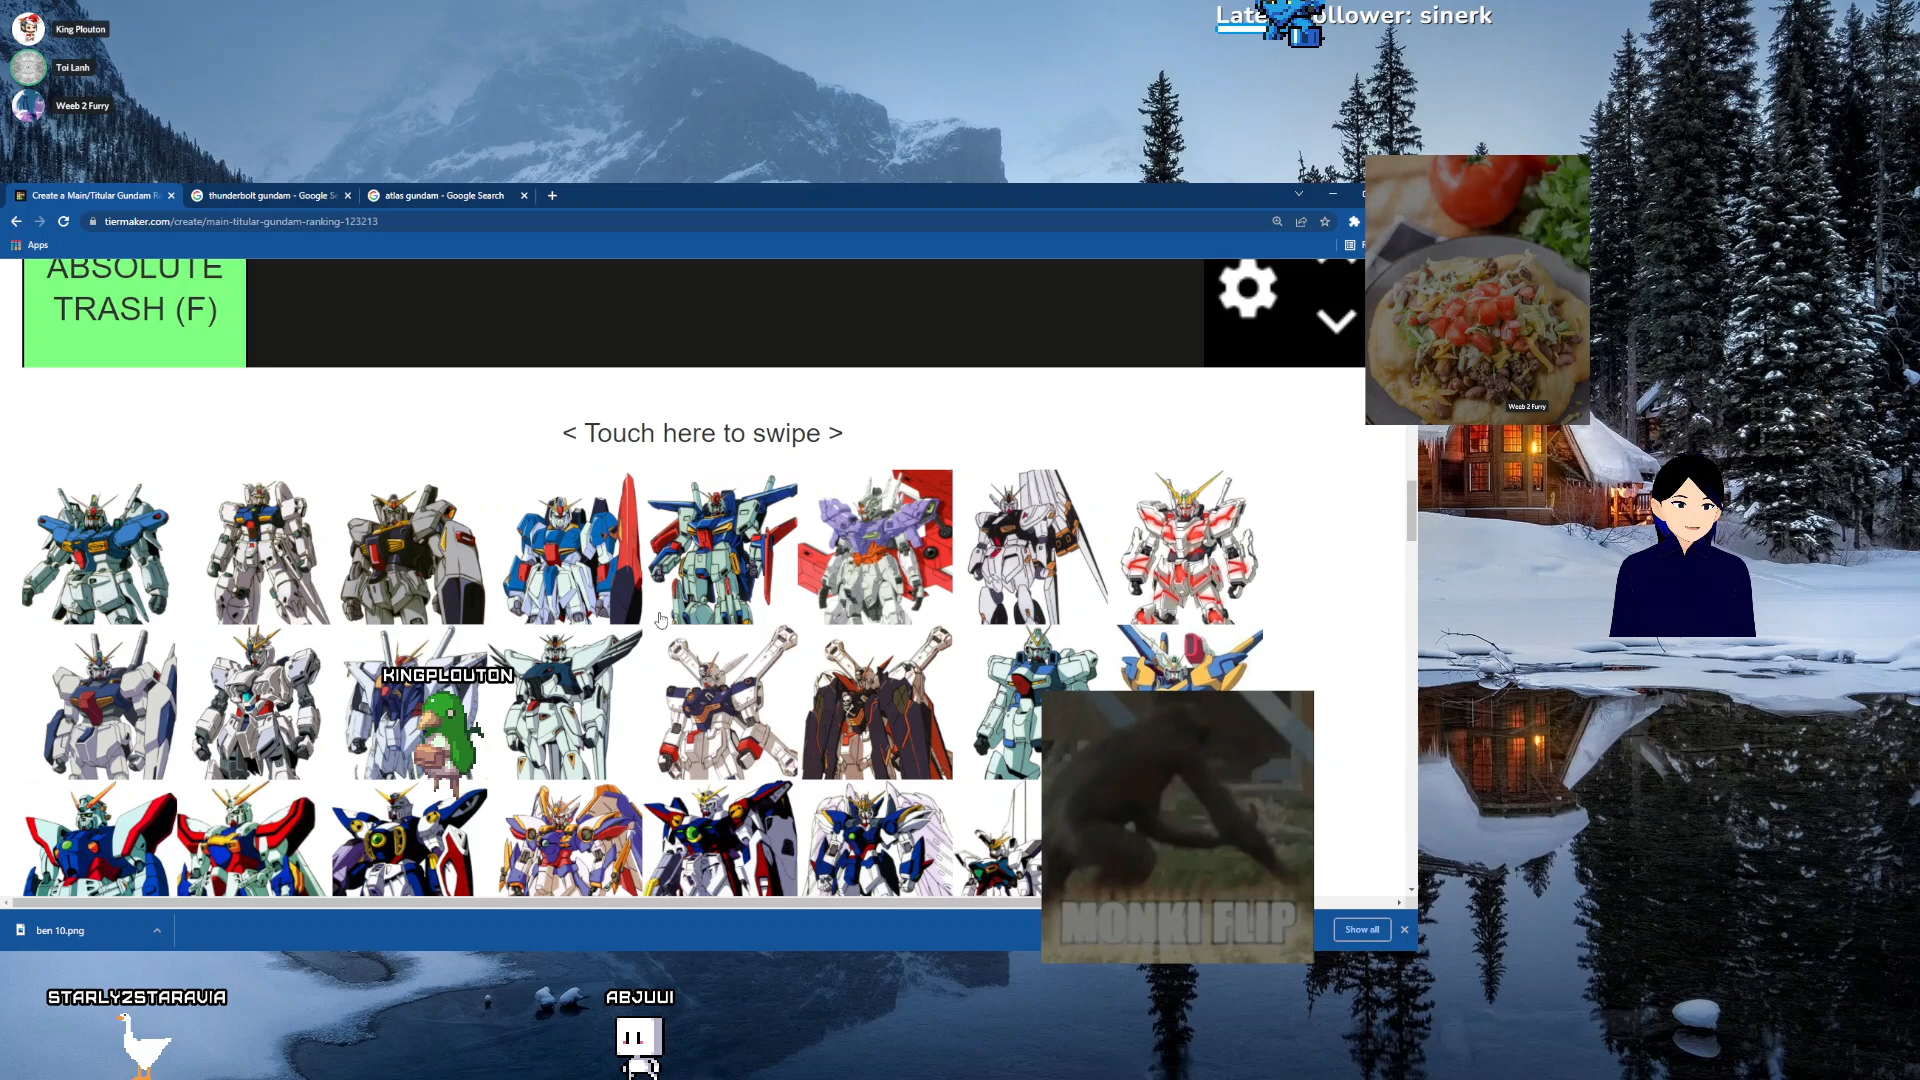 King Plouton
Toi Lanh
Weeb 2 Furry
ollower: sinerk
Create a Main/Titular Gundam R
thunderbolt gundam - Google S
atlas gundam - Google Search
tiermaker.com/create/main-titular-gundam-ranking-123213
Apps
ABSOLUTE
TRASH (F)
Weeb 2 Furry
< Touch here to swipe >
KINGPLOUTON
MONKI FLIP
ben 10.png
Show all
STARLYZSTARAVIA
ABJUUI